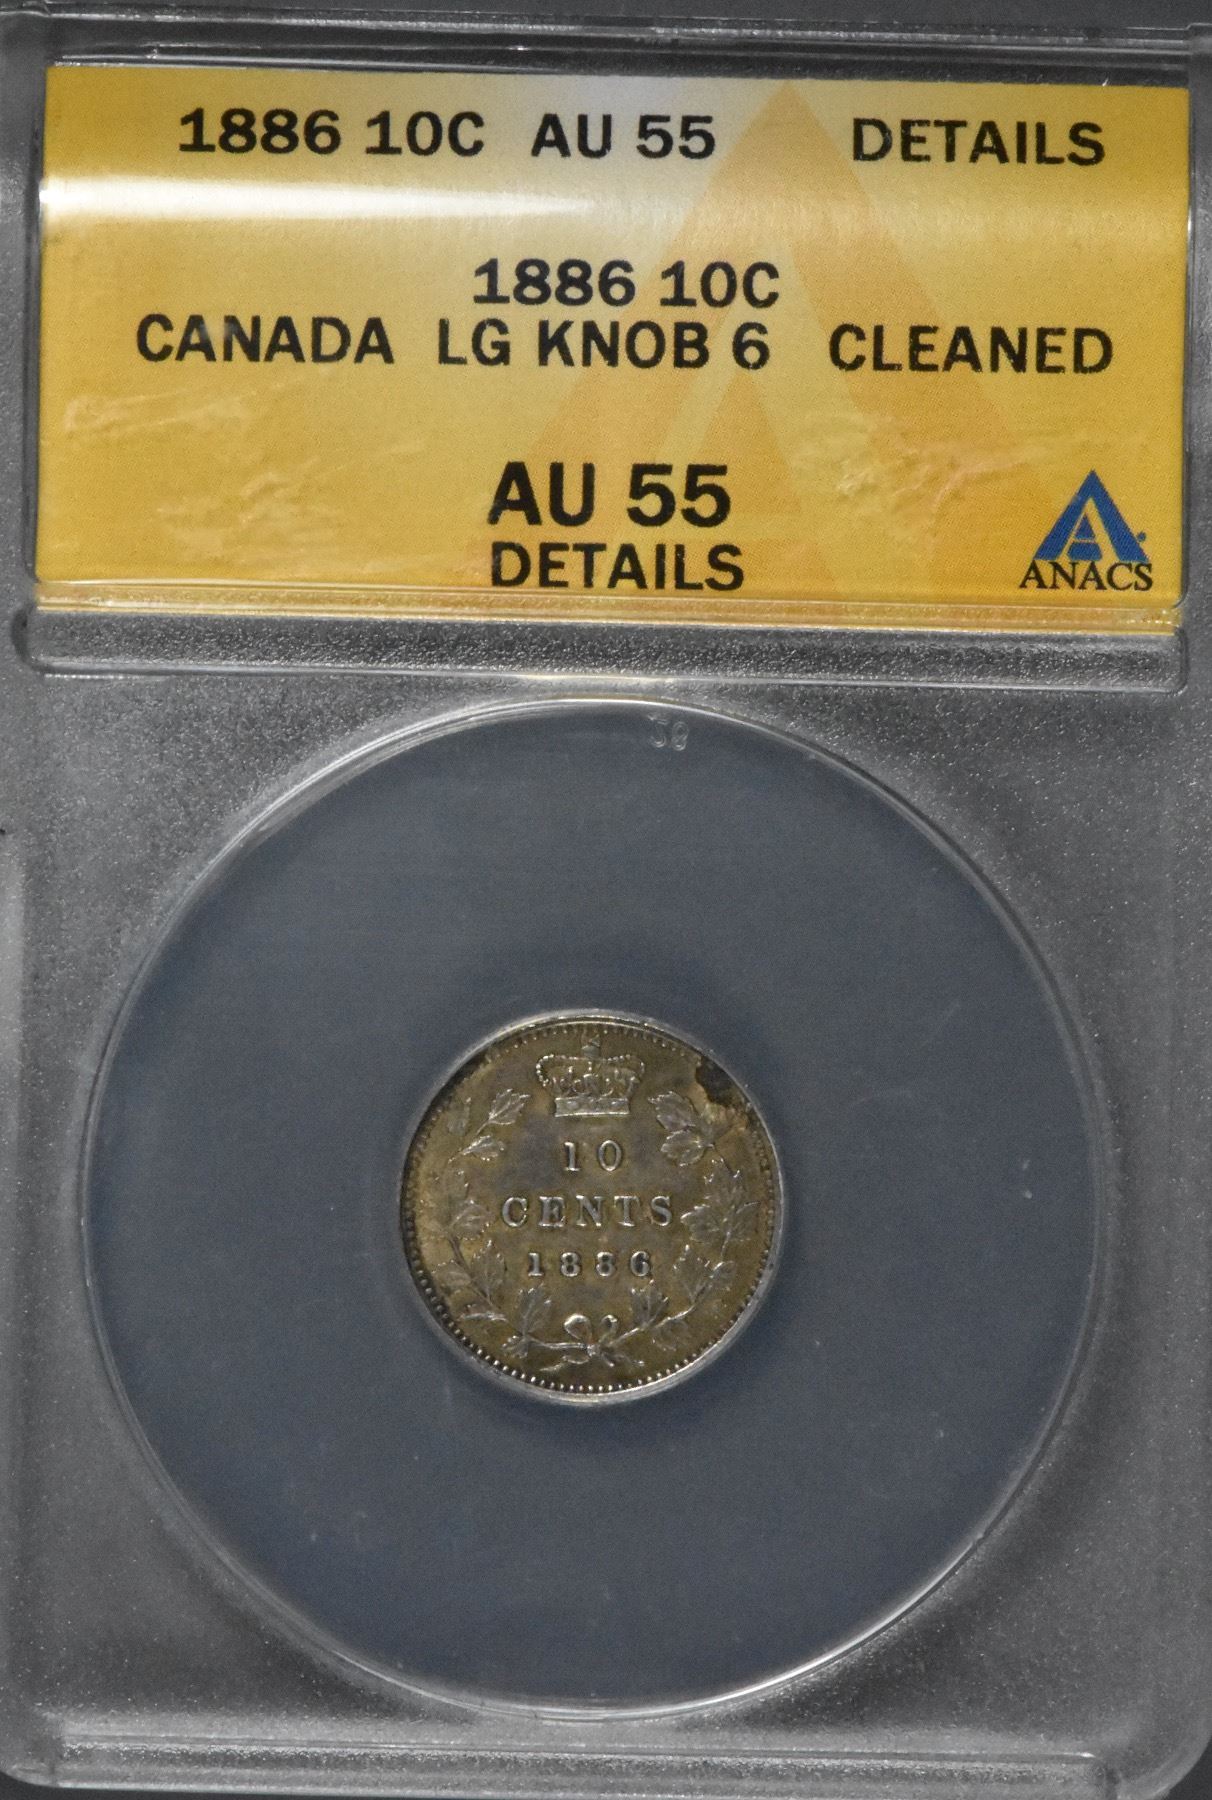 1886 10C AU 55 DETAILS
1886 10C
CANADA LG KNOB 6 CLEANED
AU 55
DETAILS
ANACS
10
CENTS
1886